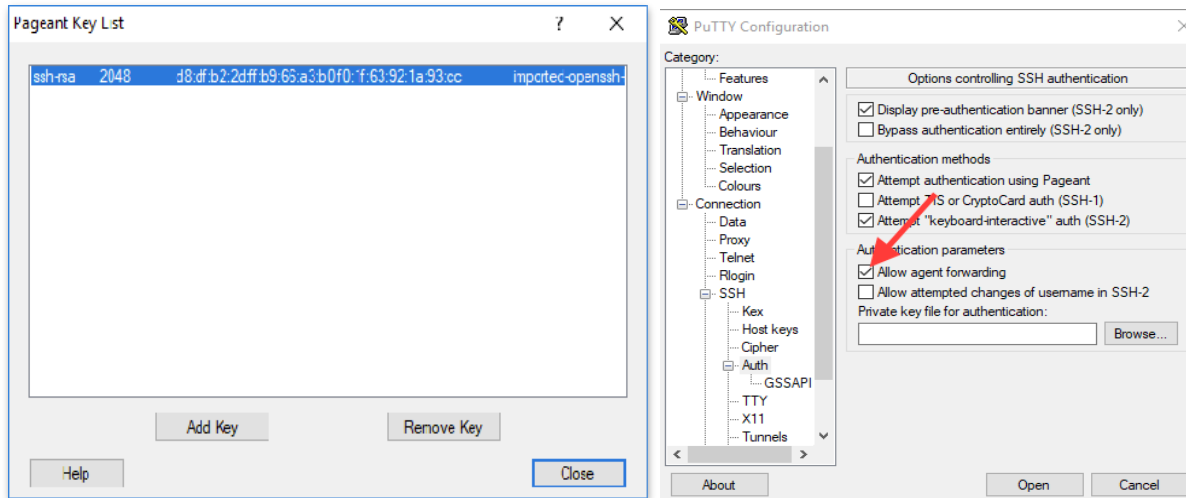 Pageant Key List
ssh-rsa 2048 d8:df:b2:2d:ff:b9:66:a3:b0:f0:1f:63:92:1a:93:cc imported-openssh-
Add Key
Remove Key
Help
Close
PuTTY Configuration
Category:
Features
Window
Appearance
Behaviour
Translation
Selection
Colours
Connection
Data
Proxy
Telnet
Rlogin
SSH
Kex
Host keys
Cipher
Auth
GSSAPI
TTY
X11
Tunnels
Options controlling SSH authentication
Display pre-authentication banner (SSH-2 only)
Bypass authentication entirely (SSH-2 only)
Authentication methods
Attempt authentication using Pageant
Attempt TIS or CryptoCard auth (SSH-1)
Attempt "keyboard-interactive" auth (SSH-2)
Authentication parameters
Allow agent forwarding
Allow attempted changes of username in SSH-2
Private key file for authentication:
Browse...
About
Open
Cancel